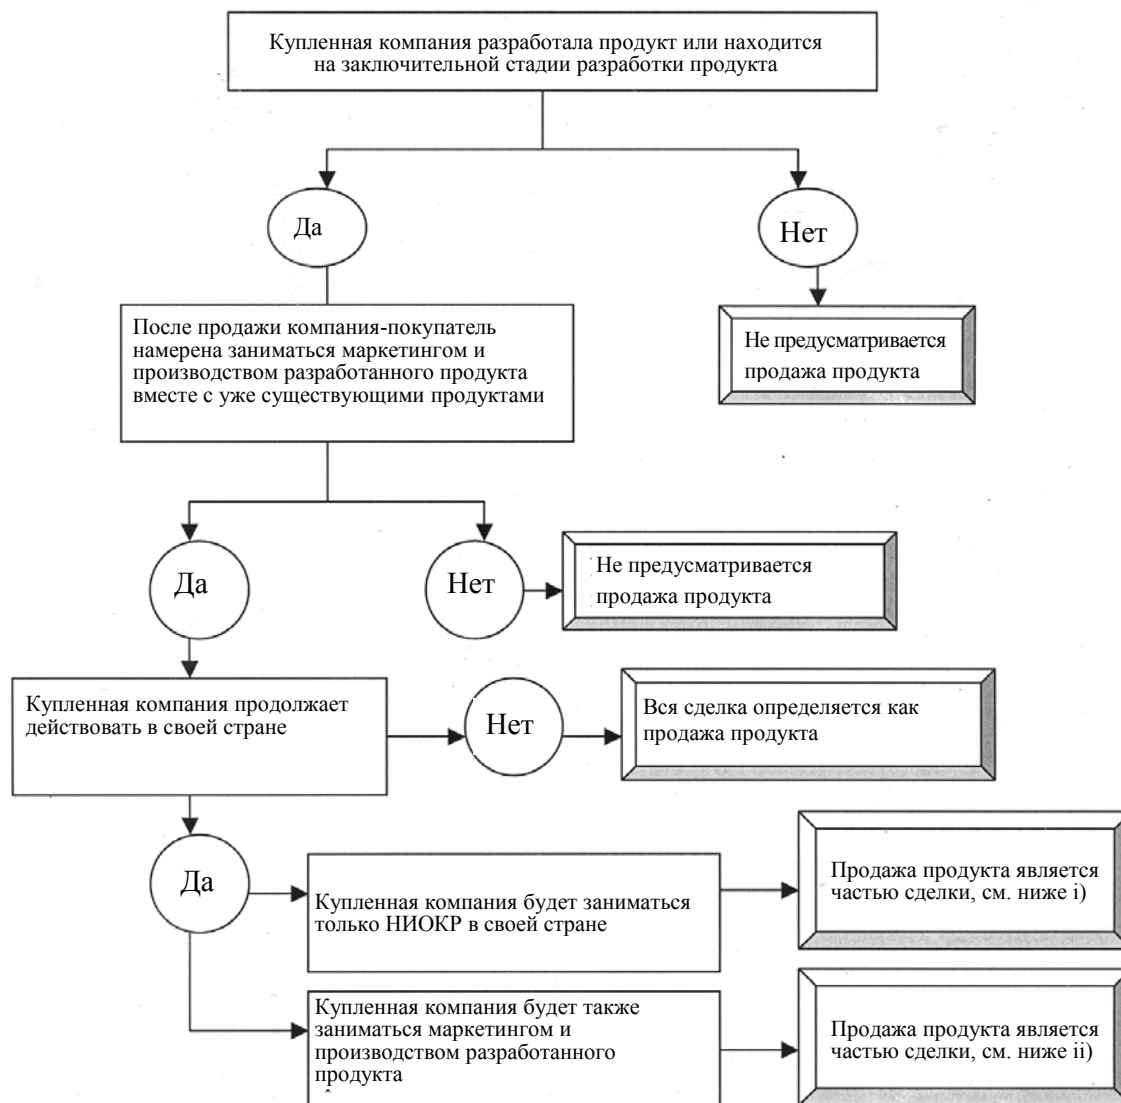 Купленная компания разработала продукт или находится
на заключительной стадии разработки продукта
Да
Нет
После продажи компания-покупатель
намерена заниматься маркетингом и
производством разработанного продукта
вместе с уже существующими продуктами
Не предусматривается
продажа продукта
Да
Нет
Не предусматривается
продажа продукта
Купленная компания продолжает
действовать в своей стране
Нет
Вся сделка определяется как
продажа продукта
Да
Купленная компания будет заниматься
только НИОКР в своей стране
Продажа продукта является
частью сделки, см. ниже i)
Купленная компания будет также
заниматься маркетингом и
производством разработанного
продукта
Продажа продукта является
частью сделки, см. ниже ii)